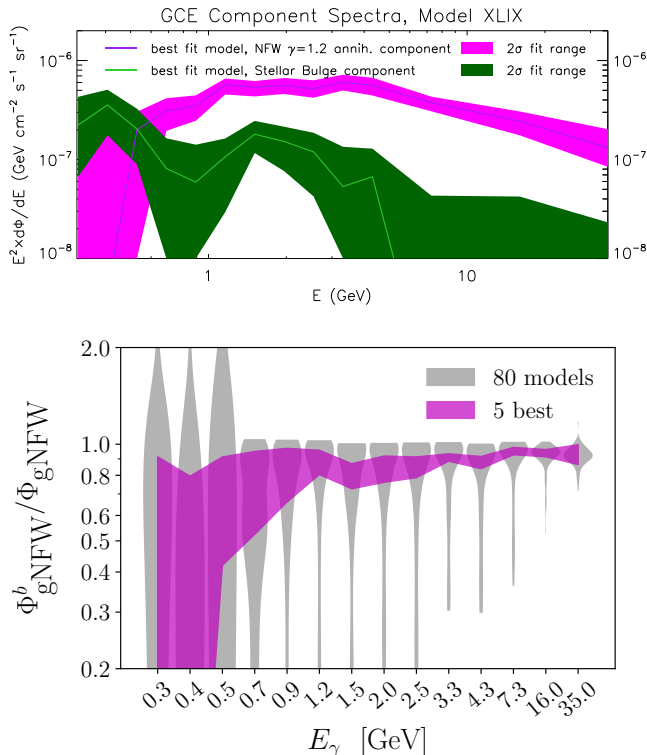 GCE Component Spectra, Model XLIX
best fit model, NFW γ=1.2 annih. component
2σ fit range
best fit model, Stellar Bulge component
2σ fit range
10⁻⁶
10⁻⁷
10⁻⁸
10⁻⁶
10⁻⁷
10⁻⁸
E²×dΦ/dE (GeV cm⁻² s⁻¹ sr⁻¹)
1
10
E (GeV)
80 models
5 best
2.0
1.0
0.8
0.6
0.5
0.4
0.3
0.2
ΦᵇgNFW/ΦgNFW
0.3 0.4 0.5 0.7 0.9 1.2 1.5 2.0 2.5 3.3 4.3 7.3 16.0 35.0
Eγ [GeV]